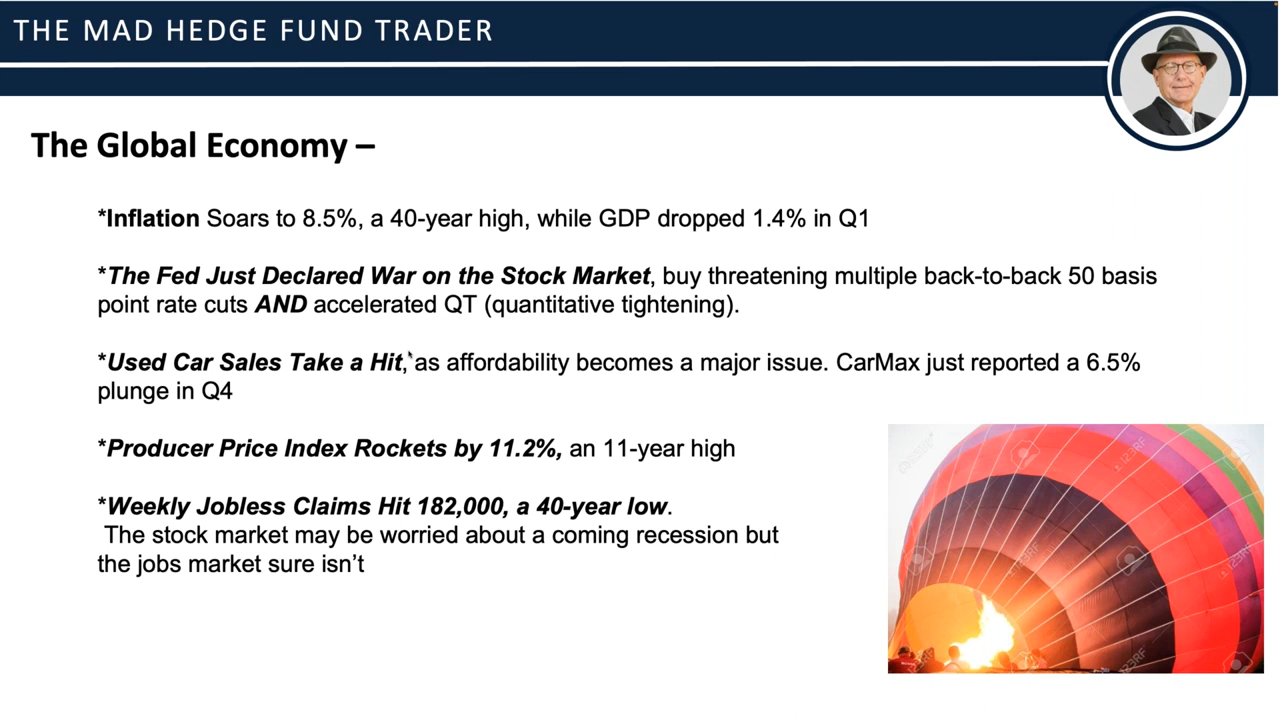 THE MAD HEDGE FUND TRADER
The Global Economy –
*Inflation Soars to 8.5%, a 40-year high, while GDP dropped 1.4% in Q1
*The Fed Just Declared War on the Stock Market, buy threatening multiple back-to-back 50 basis
point rate cuts AND accelerated QT (quantitative tightening).
*Used Car Sales Take a Hit, as affordability becomes a major issue. CarMax just reported a 6.5%
plunge in Q4
*Producer Price Index Rockets by 11.2%, an 11-year high
*Weekly Jobless Claims Hit 182,000, a 40-year low.
The stock market may be worried about a coming recession but
the jobs market sure isn’t
123RF
123RF
123RF
123RF
123RF